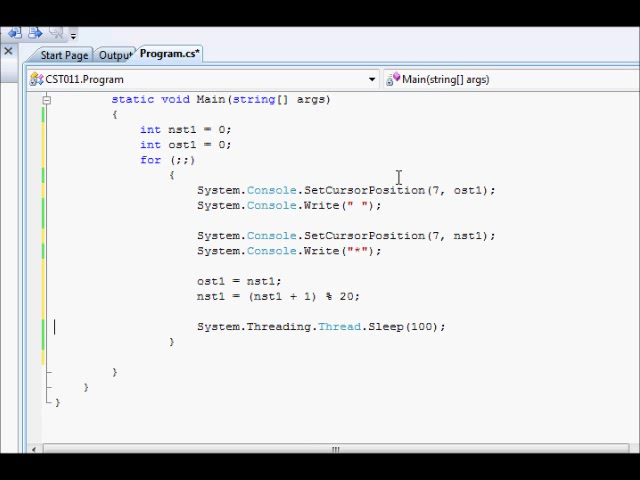 Start Page Output Program.cs*
CST011.Program Main(string[] args)
static void Main(string[] args)
{
int nst1 = 0;
int ost1 = 0;
for (;;)
{
System.Console.SetCursorPosition(7, ost1);
System.Console.Write(" ");
System.Console.SetCursorPosition(7, nst1);
System.Console.Write("*");
ost1 = nst1;
nst1 = (nst1 + 1) % 20;
System.Threading.Thread.Sleep(100);
}
}
}
}